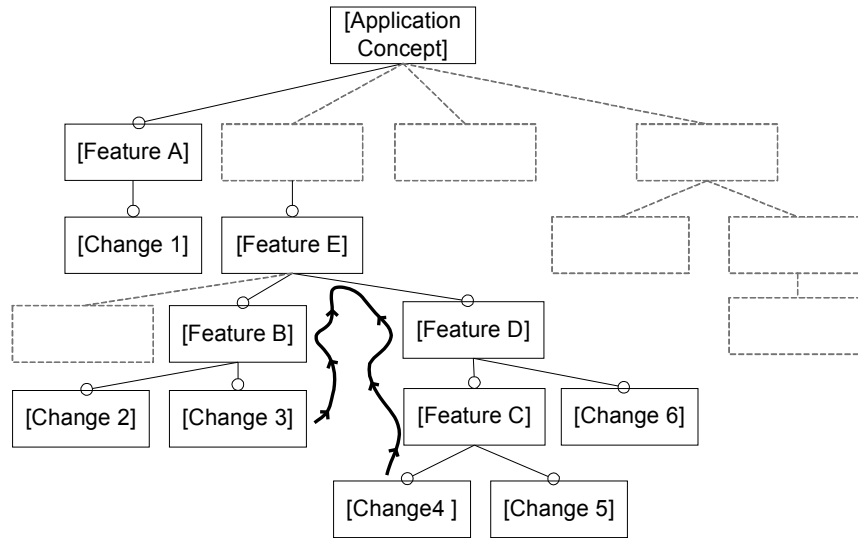 [Application
Concept]
[Feature A]
[Change 1]
[Feature E]
[Feature B]
[Feature D]
[Change 2]
[Change 3]
[Feature C]
[Change 6]
[Change4 ]
[Change 5]